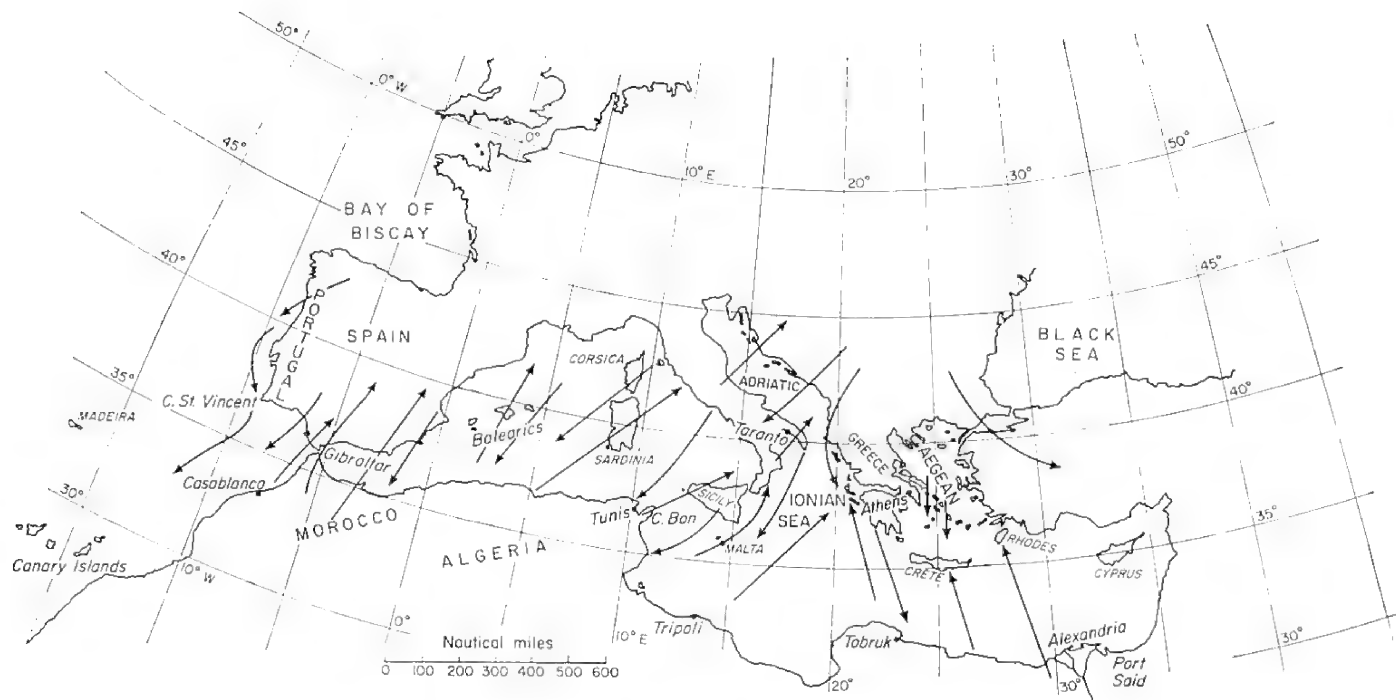 50°
0° W
45°
0°
10° E
20°
30°
50°
BAY OF
BISCAY
40°
45°
PORTUGAL
SPAIN
CORSICA
BLACK
SEA
35°
ADRIATIC
40°
C. St. Vincent
MADEIRA
Balearics
Taranto
GREECE
AEGEAN
Gibraltar
SARDINIA
Casablanca
30°
SICILY
IONIAN
SEA
Athens
Tunis
C. Bon
35°
MOROCCO
MALTA
RHODES
ALGERIA
Canary Islands
10° W
CRETE
CYPRUS
0°
Tripoli
10° E
Tobruk
Alexandria
30°
Nautical miles
0 100 200 300 400 500 600
Port
Said
20°
30°